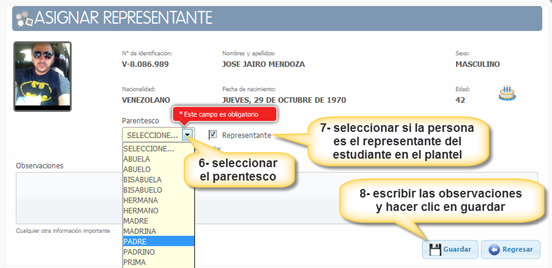 ASIGNAR REPRESENTANTE
N° de identificación: Nombres y apellidos: Sexo:
V-8.086.989 JOSE JAIRO MENDOZA MASCULINO
Nacionalidad: Fecha de nacimiento: Edad
VENEZOLANO JUEVES, 29 DE OCTUBRE DE 1970 42
Parentesco * Este campo es obligatorio
SELECCIONE... Representante
7- seleccionar si la persona
es el representante del
estudiante en el plantel
6- seleccionar
el parentesco
SELECCIONE...
ABUELA
ABUELO
BISABUELA
BISABUELO
HERMANA
HERMANO
MADRE
MADRINA
PADRE
PADRINO
PRIMA
Observaciones
8- escribir las observaciones
y hacer clic en guardar
Cualquier otra información importante
Guardar Regresar